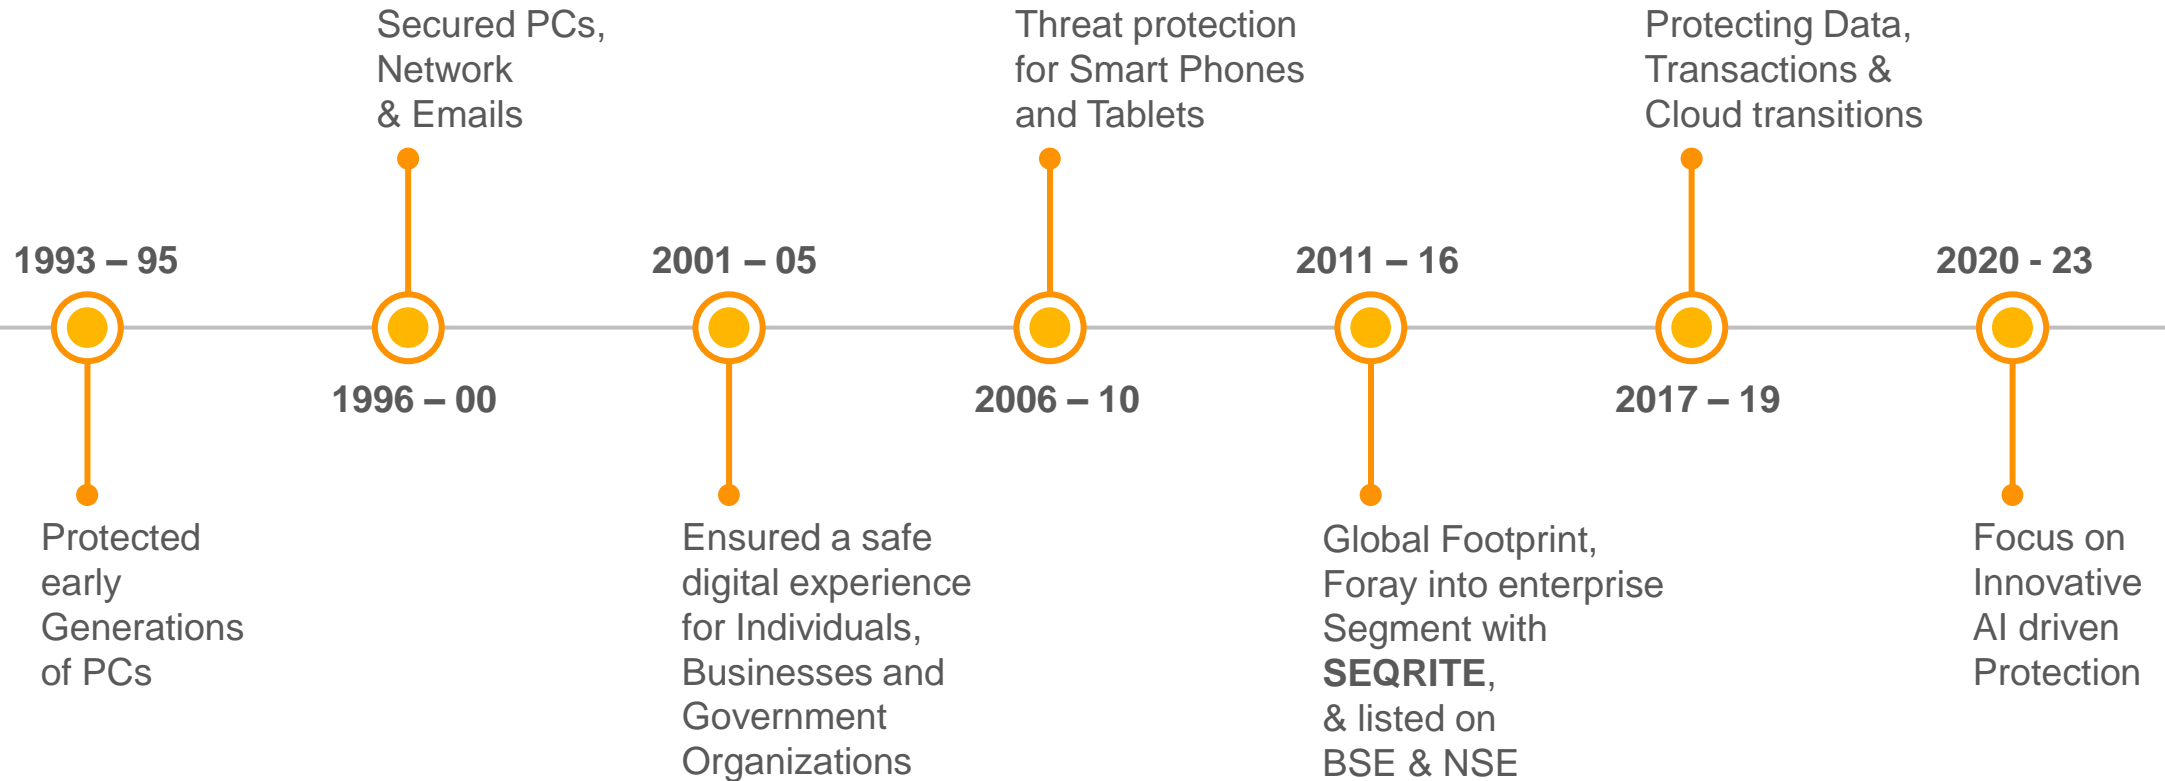 1993 – 95
Protected
early
Generations
of PCs
Secured PCs,
Network
& Emails
1996 – 00
2001 – 05
Ensured a safe
digital experience
for Individuals,
Businesses and
Government
Organizations
Threat protection
for Smart Phones
and Tablets
2006 – 10
2011 – 16
Global Footprint,
Foray into enterprise
Segment with
SEQRITE,
& listed on
BSE & NSE
Protecting Data,
Transactions &
Cloud transitions
2017 – 19
2020 - 23
Focus on
Innovative
AI driven
Protection